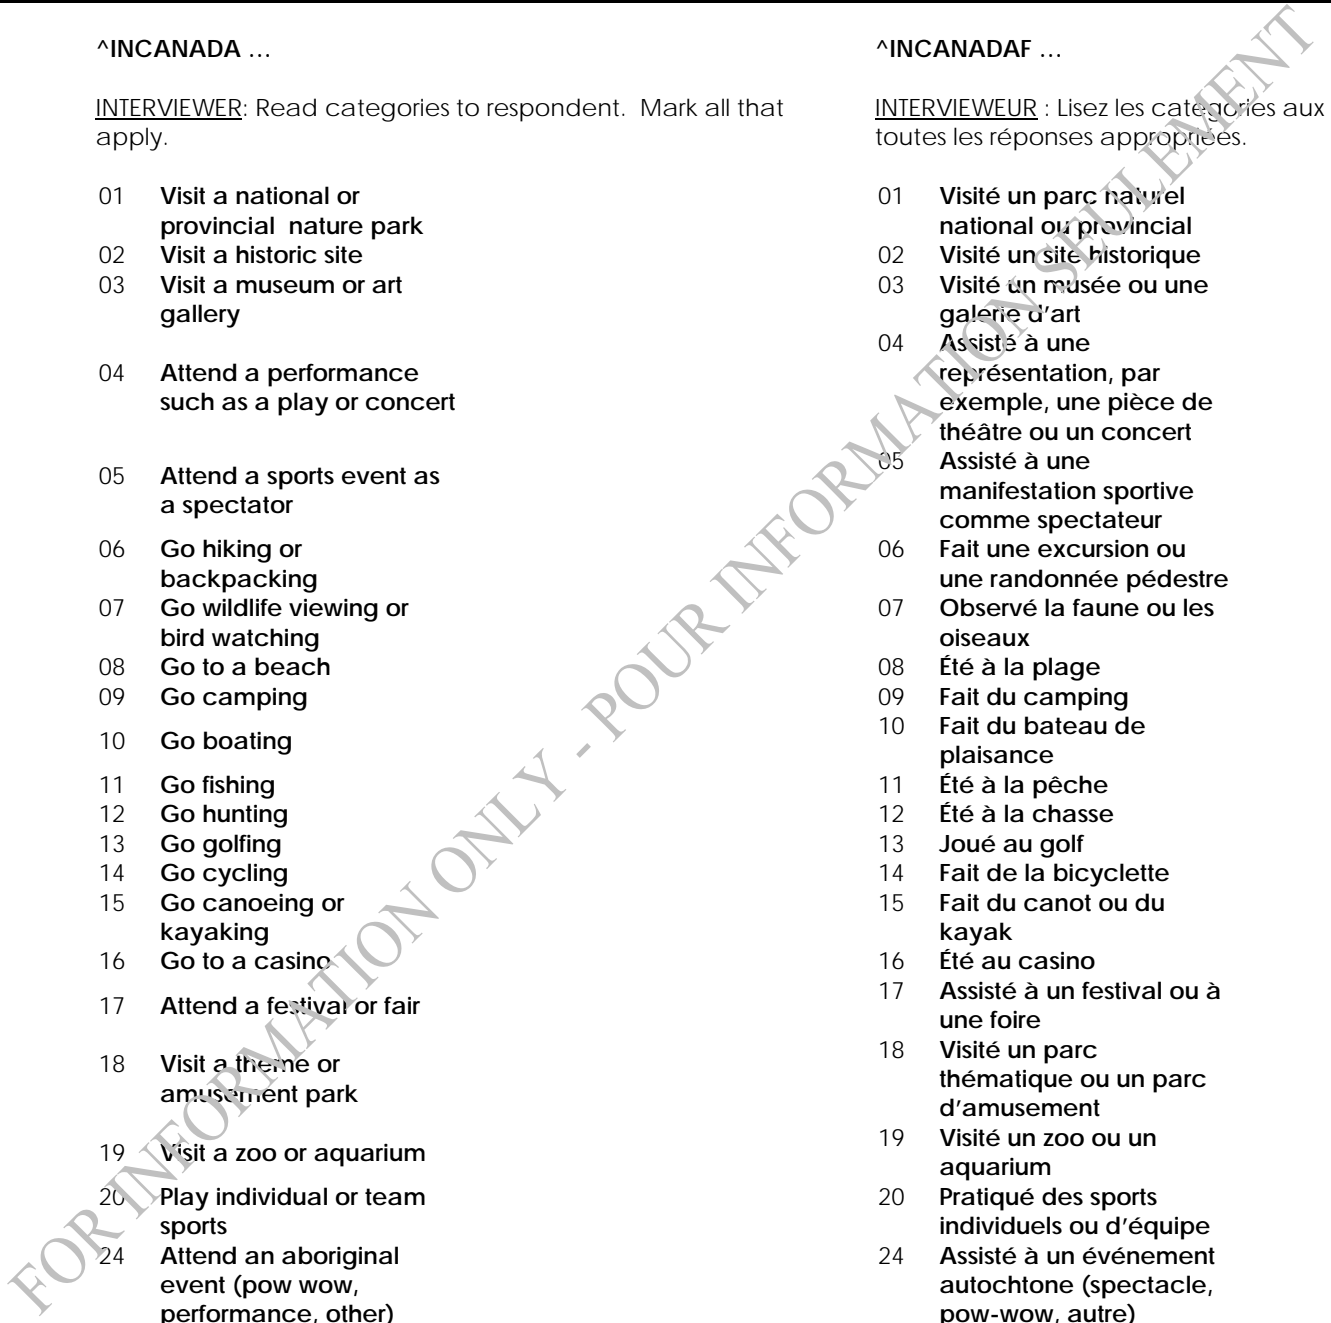 ^INCANADA …
INTERVIEWER: Read categories to respondent. Mark all that
apply.
01 Visit a national or
provincial nature park
02 Visit a historic site
03 Visit a museum or art
gallery
04 Attend a performance
such as a play or concert
05 Attend a sports event as
a spectator
06 Go hiking or
backpacking
07 Go wildlife viewing or
bird watching
08 Go to a beach
09 Go camping
10 Go boating
11 Go fishing
12 Go hunting
13 Go golfing
14 Go cycling
15 Go canoeing or
kayaking
16 Go to a casino
17 Attend a festival or fair
18 Visit a theme or
amusement park
19 Visit a zoo or aquarium
20 Play individual or team
sports
24 Attend an aboriginal
event (pow wow,
performance, other)
^INCANADAF …
INTERVIEWEUR : Lisez les catégories aux
toutes les réponses appropriées.
01 Visité un parc naturel
national ou provincial
02 Visité un site historique
03 Visité un musée ou une
galerie d’art
04 Assisté à une
représentation, par
exemple, une pièce de
théâtre ou un concert
05 Assisté à une
manifestation sportive
comme spectateur
06 Fait une excursion ou
une randonnée pédestre
07 Observé la faune ou les
oiseaux
08 Été à la plage
09 Fait du camping
10 Fait du bateau de
plaisance
11 Été à la pêche
12 Été à la chasse
13 Joué au golf
14 Fait de la bicyclette
15 Fait du canot ou du
kayak
16 Été au casino
17 Assisté à un festival ou à
une foire
18 Visité un parc
thématique ou un parc
d’amusement
19 Visité un zoo ou un
aquarium
20 Pratiqué des sports
individuels ou d’équipe
24 Assisté à un événement
autochtone (spectacle,
pow-wow, autre)
FOR INFORMATION ONLY - POUR INFORMATION SEULEMENT